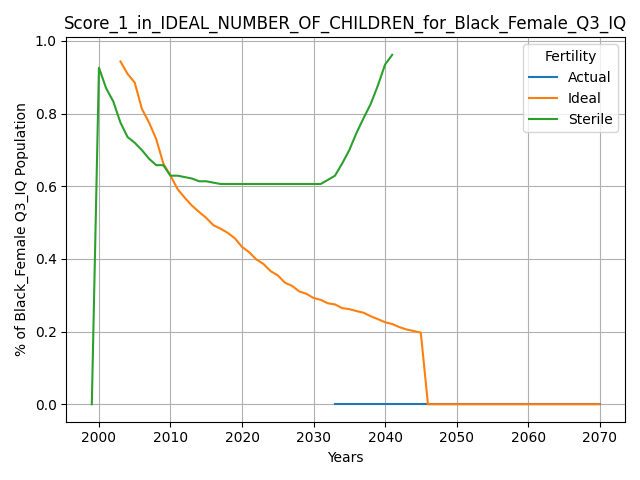 Score_1_in_IDEAL_NUMBER_OF_CHILDREN_for_Black_Female_Q3_IQ
% of Black_Female Q3_IQ Population
1.0
0.8
0.6
0.4
0.2
0.0
Fertility
Actual
Ideal
Sterile
2000 2010 2020 2030 2040 2050 2060 2070
Years